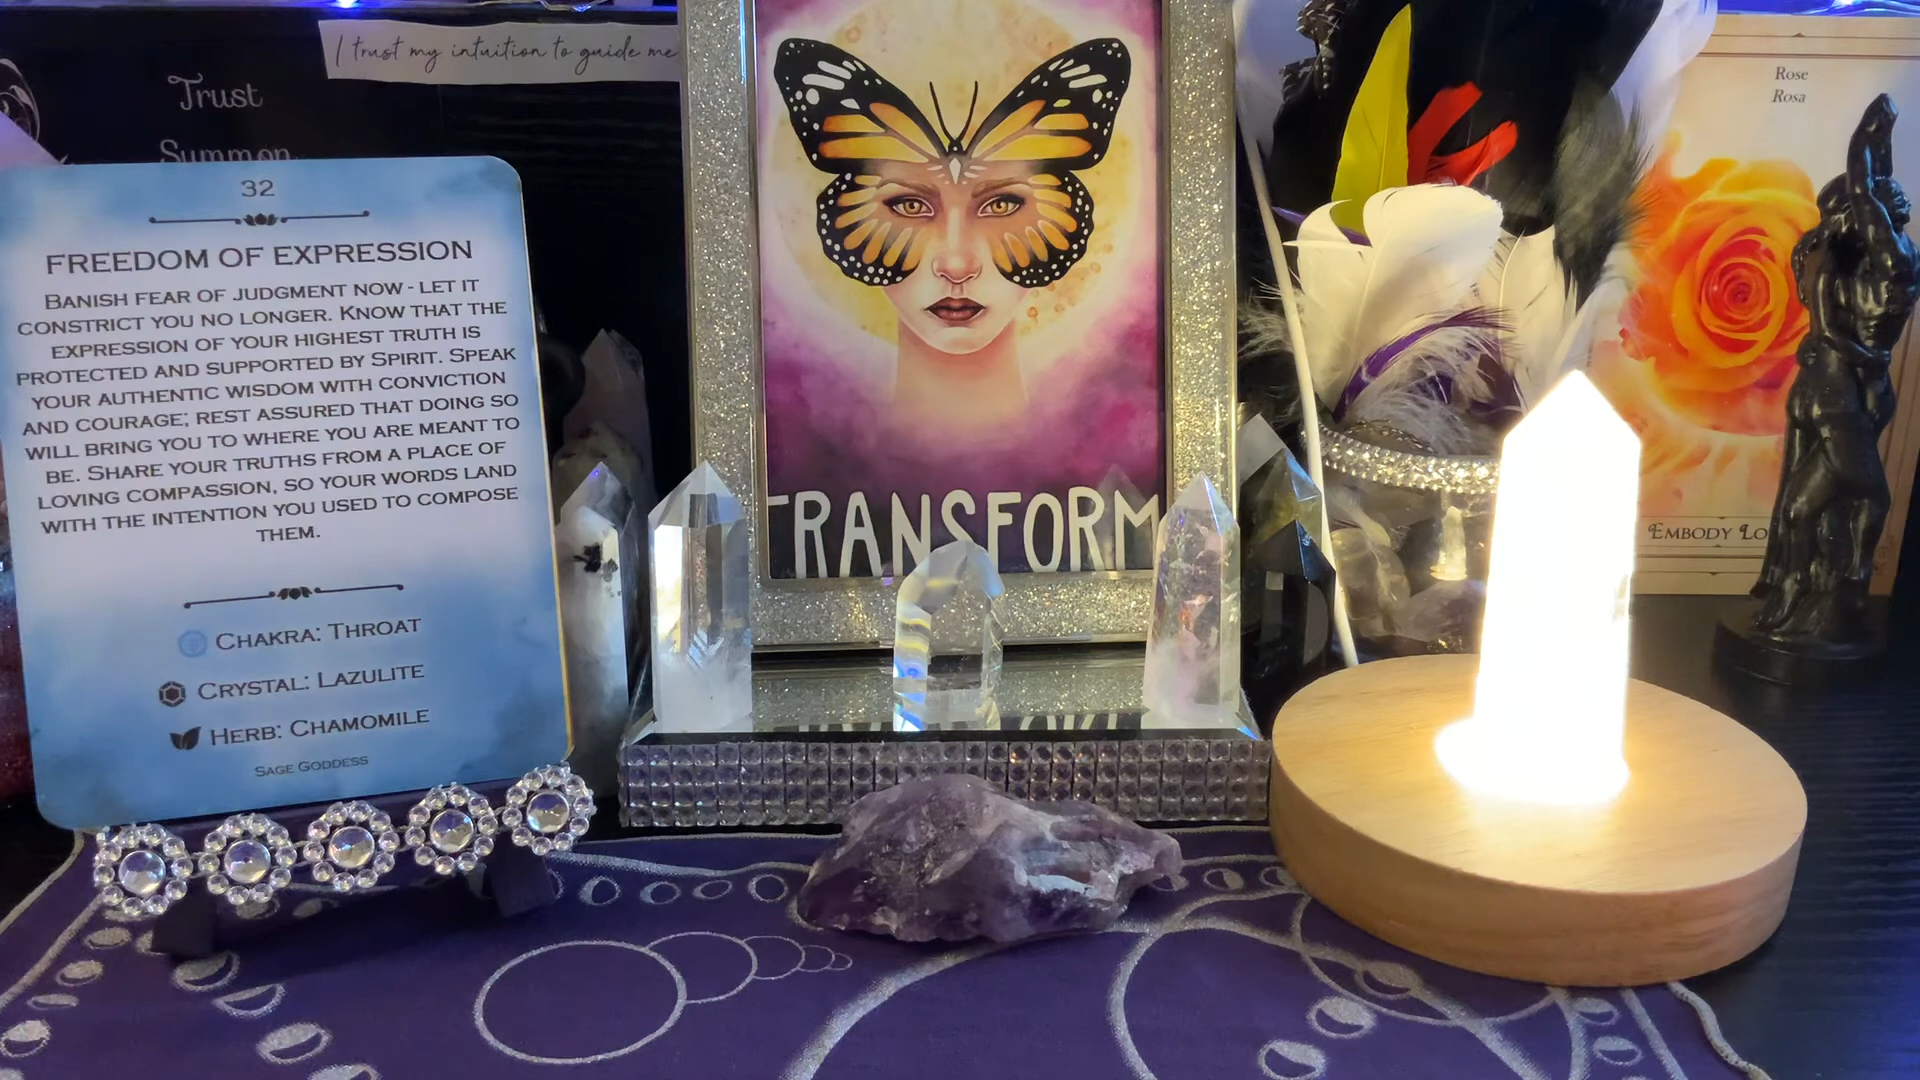 I trust my intuition to guide me
Trust
Summon
32
FREEDOM OF EXPRESSION
BANISH FEAR OF JUDGMENT NOW - LET IT
CONSTRICT YOU NO LONGER. KNOW THAT THE
EXPRESSION OF YOUR HIGHEST TRUTH IS
PROTECTED AND SUPPORTED BY SPIRIT. SPEAK
YOUR AUTHENTIC WISDOM WITH CONVICTION
AND COURAGE; REST ASSURED THAT DOING SO
WILL BRING YOU TO WHERE YOU ARE MEANT TO
BE. SHARE YOUR TRUTHS FROM A PLACE OF
LOVING COMPASSION, SO YOUR WORDS LAND
WITH THE INTENTION YOU USED TO COMPOSE
THEM.
CHAKRA: THROAT
CRYSTAL: LAZULITE
HERB: CHAMOMILE
SAGE GODDESS
TRANSFORM
Rose
Rosa
EMBODY LO